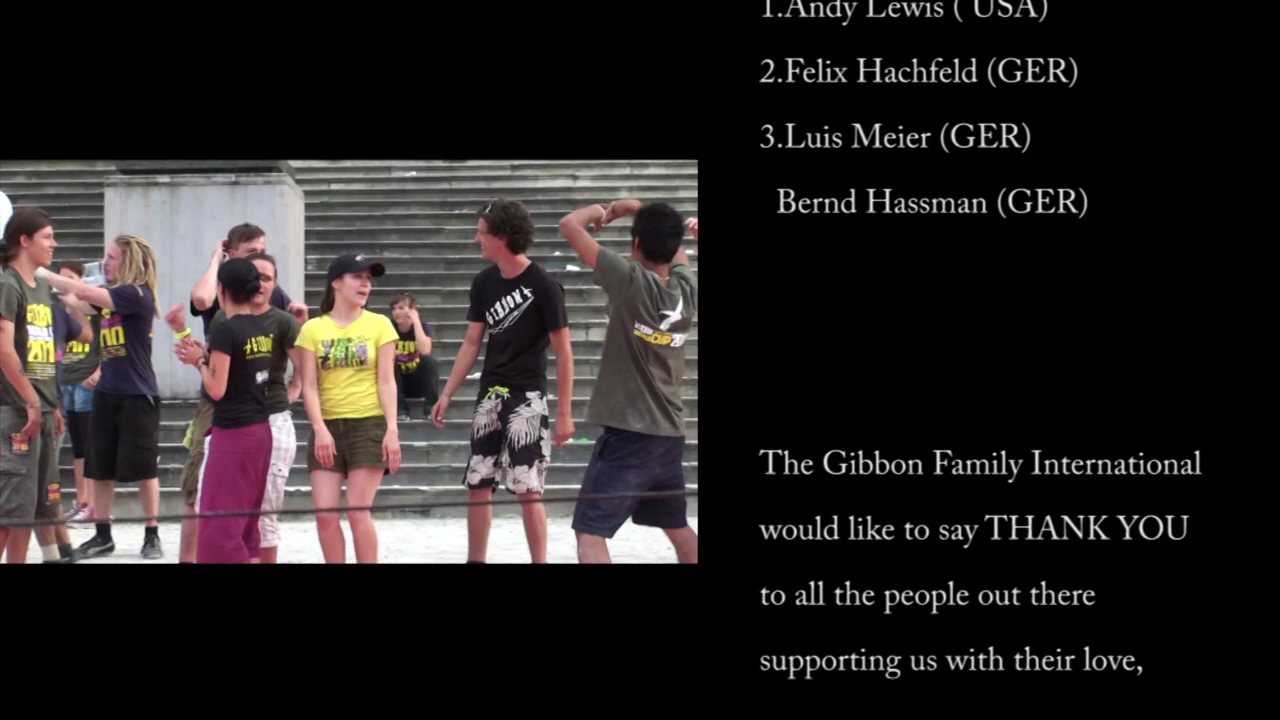 1.Andy Lewis ( USA)
2.Felix Hachfeld (GER)
3.Luis Meier (GER)
Bernd Hassman (GER)
The Gibbon Family International
would like to say THANK YOU
to all the people out there
supporting us with their love,
GIBBON